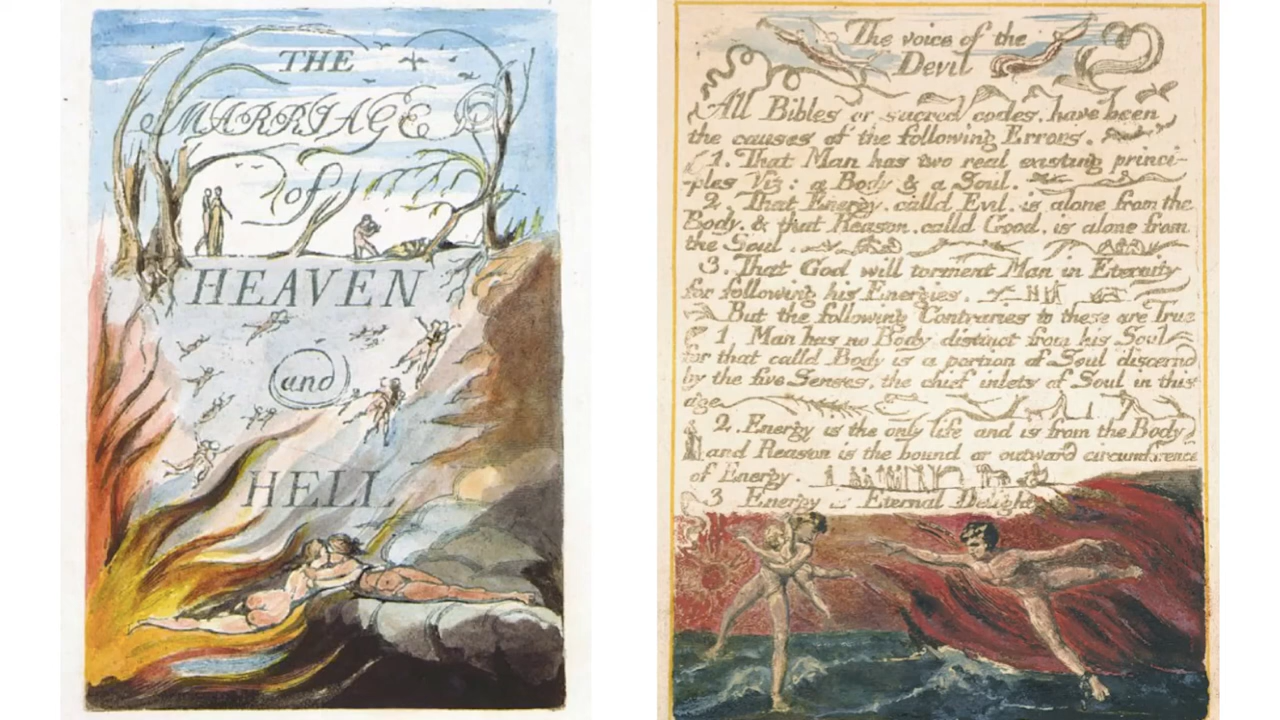 THE
MARRIAGE
of
HEAVEN
and
HELL
The voice of the
Devil
All Bibles or sacred codes, have been
the causes of the following Errors.
1. That Man has two real existing princi-
ples Viz: a Body & a Soul.
2. That Energy, calld Evil, is alone from the
Body, & that Reason, calld Good, is alone from
the Soul.
3. That God will torment Man in Eternity
for following his Energies.
But the following Contraries to these are True
1 Man has no Body distinct from his Soul
for that calld Body is a portion of Soul discernd
by the five Senses, the chief inlets of Soul in this
age
2. Energy is the only life and is from the Body
and Reason is the bound or outward circumference
of Energy.
3 Energy is Eternal Delight